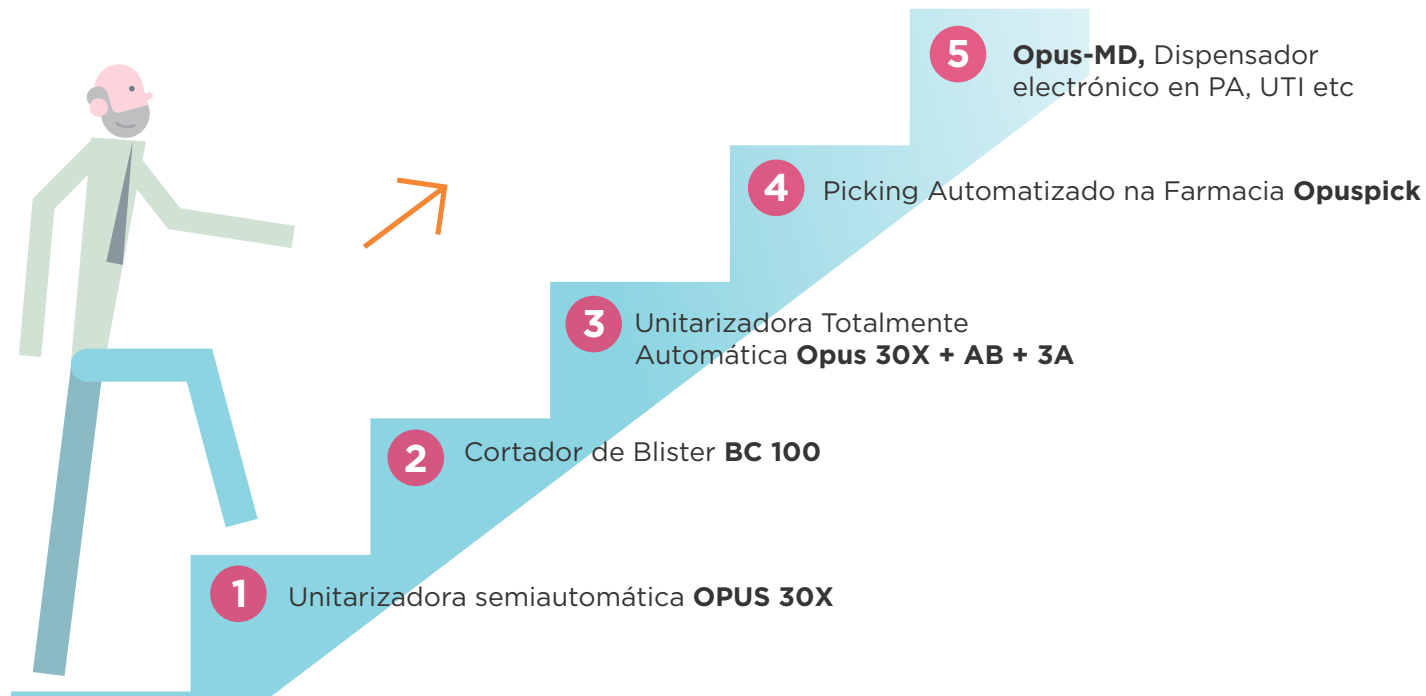 5
Opus-MD, Dispensador
electrónico en PA, UTI etc
4
Picking Automatizado na Farmacia Opuspick
3
Unitarizadora Totalmente
Automática Opus 30X + AB + 3A
2
Cortador de Blister BC 100
1
Unitarizadora semiautomática OPUS 30X